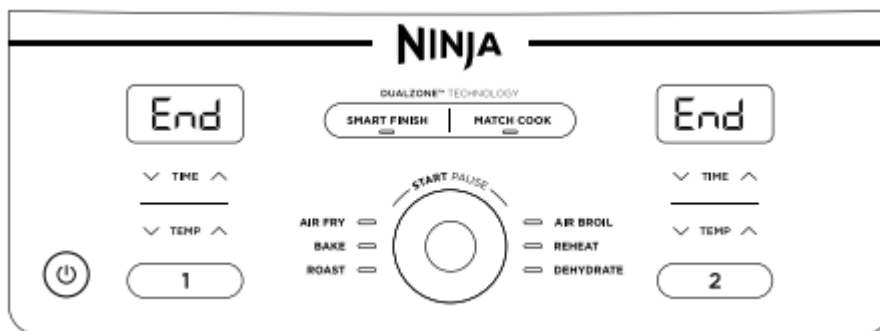 NINJA
End
DUALZONE™ TECHNOLOGY
End
SMART FINISH
MATCH COOK
TIME
START PAUSE
TIME
TEMP
AIR FRY
AIR BROIL
TEMP
BAKE
REHEAT
ROAST
DEHYDRATE
1
2